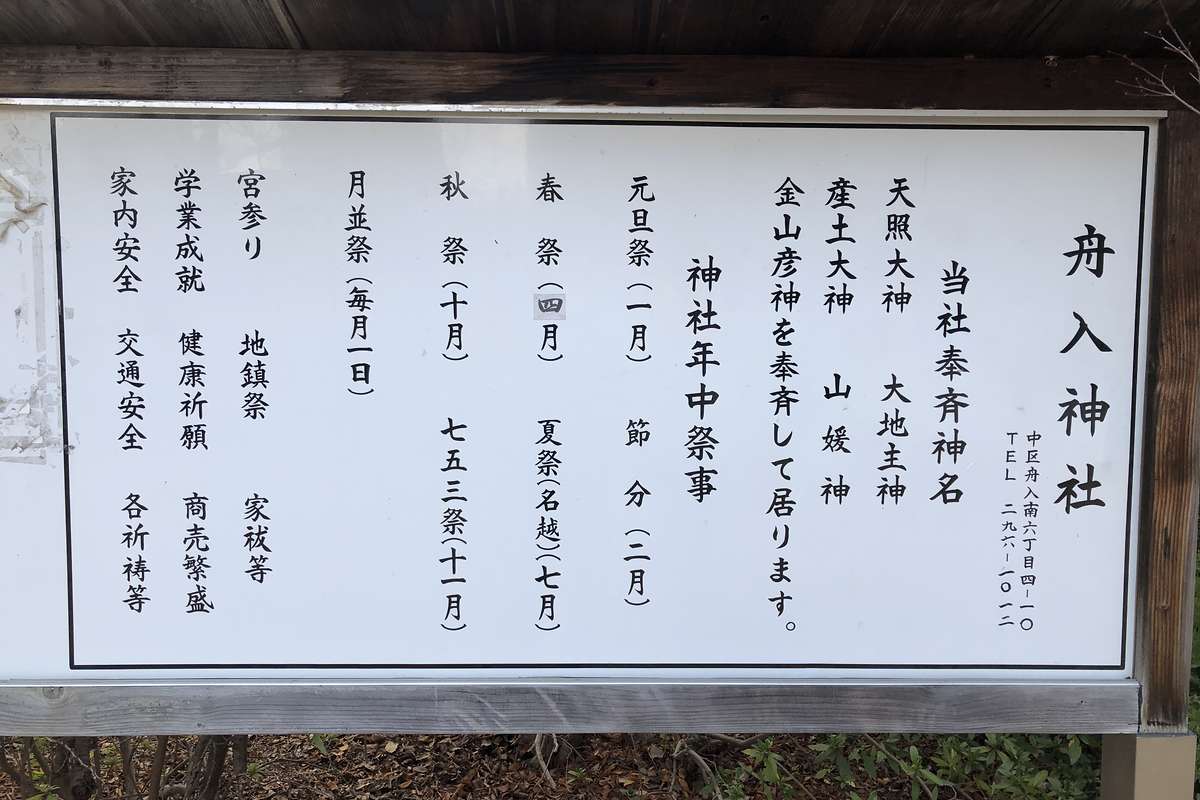 舟入神社
中区舟入南六丁目四-一〇
TEL 二九六-一〇一二
当社奉斉神名
天照大神 大地主神
産土大神 山媛神
金山彦神を奉斉して居ります。
神社年中祭事
元旦祭(一月) 節分(二月)
春祭(四月) 夏祭(名越)(七月)
秋祭(十月) 七五三祭(十一月)
月並祭(毎月一日)
宮参り 地鎮祭 家祓等
学業成就 健康祈願 商売繁盛
家内安全 交通安全 各祈祷等